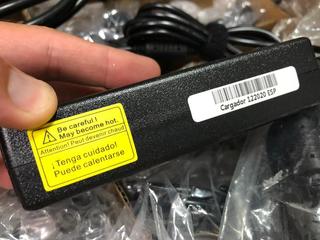 Be careful !
May become hot.
Attention! Peut devenir chaud!
¡Tenga cuidado!
Puede calentarse
Cargador 122020 ESP